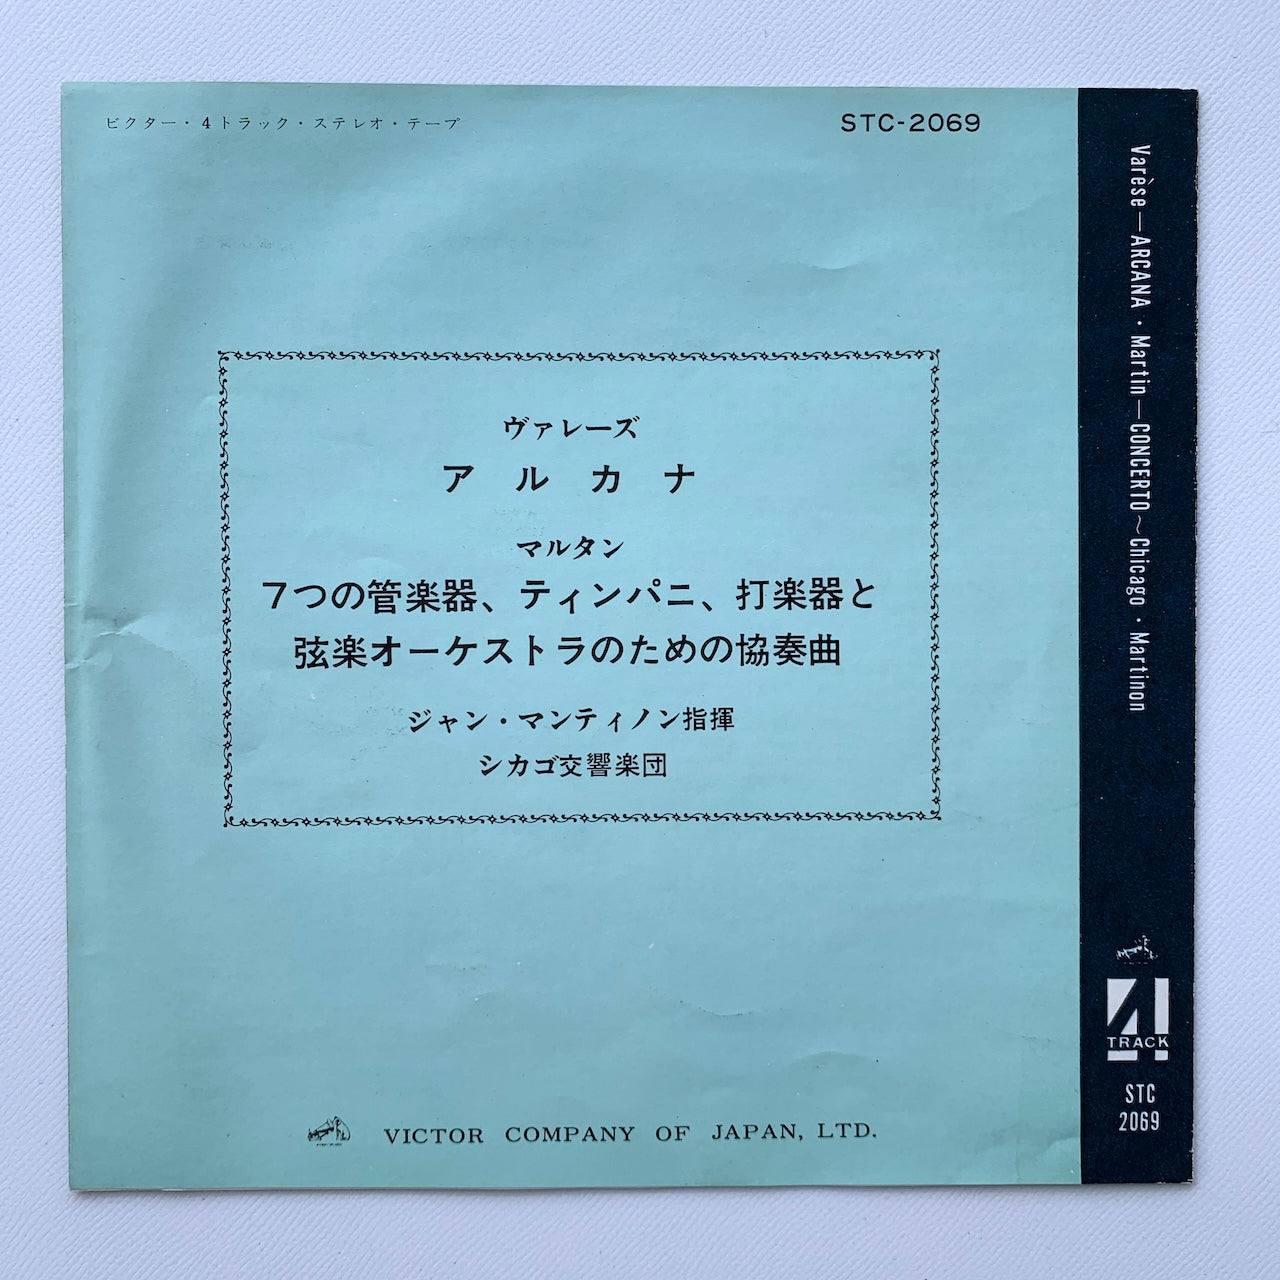 ビクター・4トラック・ステレオ・テープ
STC-2069
ヴァレーズ
アルカナ
マルタン
7つの管楽器、ティンパニ、打楽器と
弦楽オーケストラのための協奏曲
ジャン・マンティノン指揮
シカゴ交響楽団
VICTOR COMPANY OF JAPAN, LTD.
Varèse—ARCANA・Martin—CONCERTO~Chicago・Martinon
4
TRACK
STC
2069